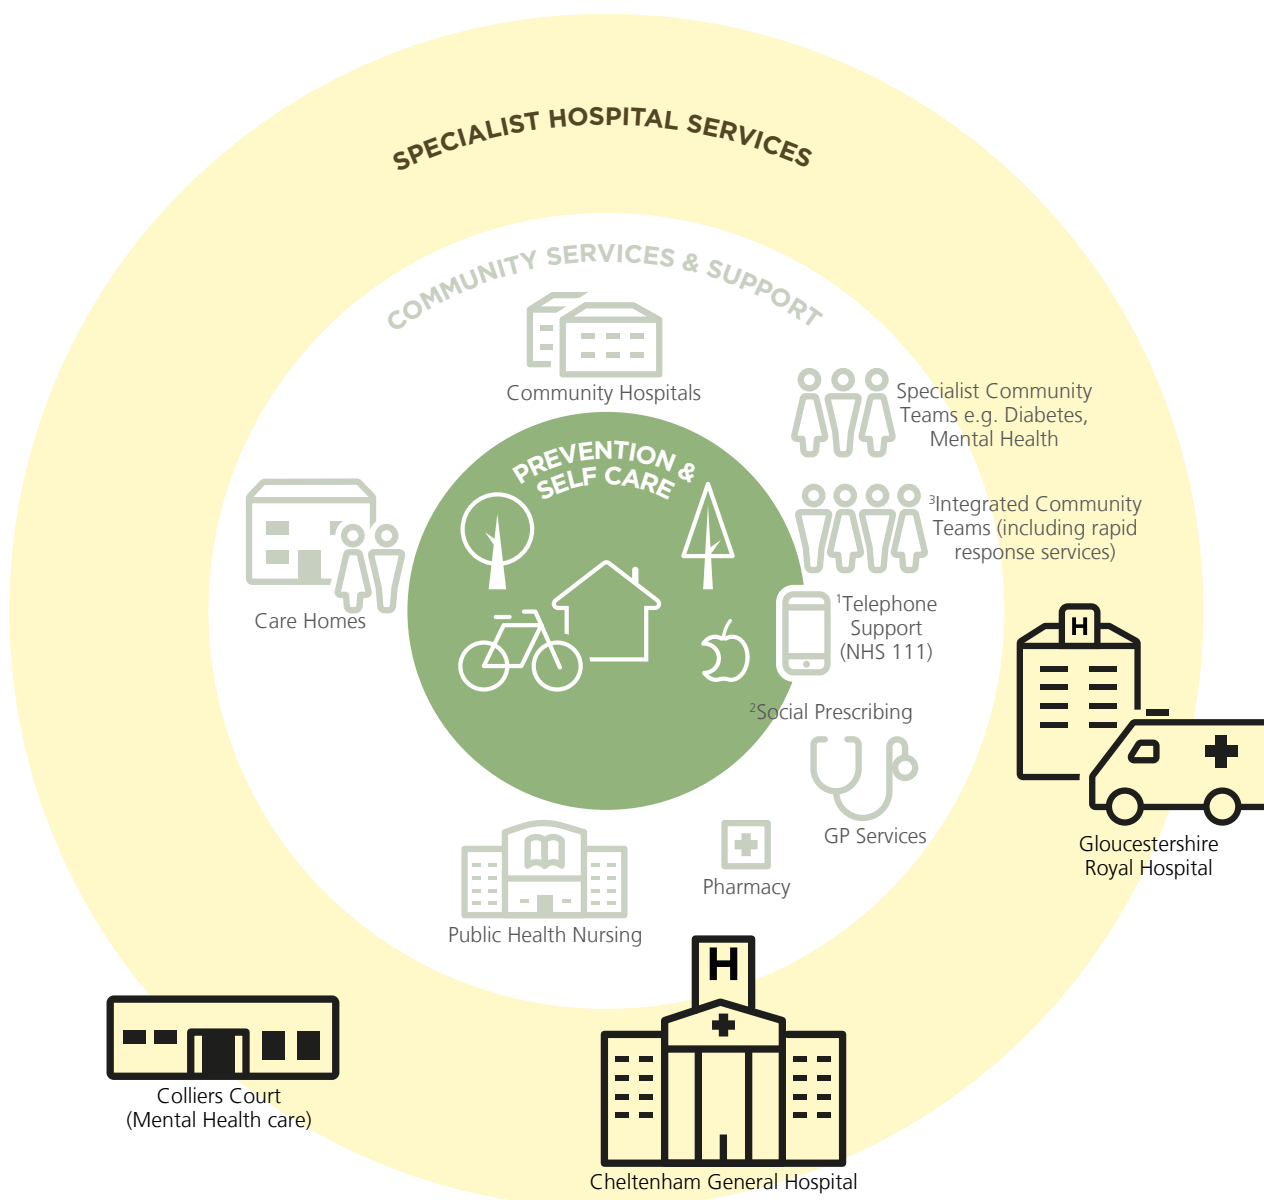 SPECIALIST HOSPITAL SERVICES
COMMUNITY SERVICES & SUPPORT
Community Hospitals
Specialist Community
Teams e.g. Diabetes,
Mental Health
PREVENTION &
SELF CARE
³Integrated Community
Teams (including rapid
response services)
Care Homes
¹Telephone
Support
(NHS 111)
H
²Social Prescribing
GP Services
Gloucestershire
Royal Hospital
Pharmacy
Public Health Nursing
H
Colliers Court
(Mental Health care)
Cheltenham General Hospital